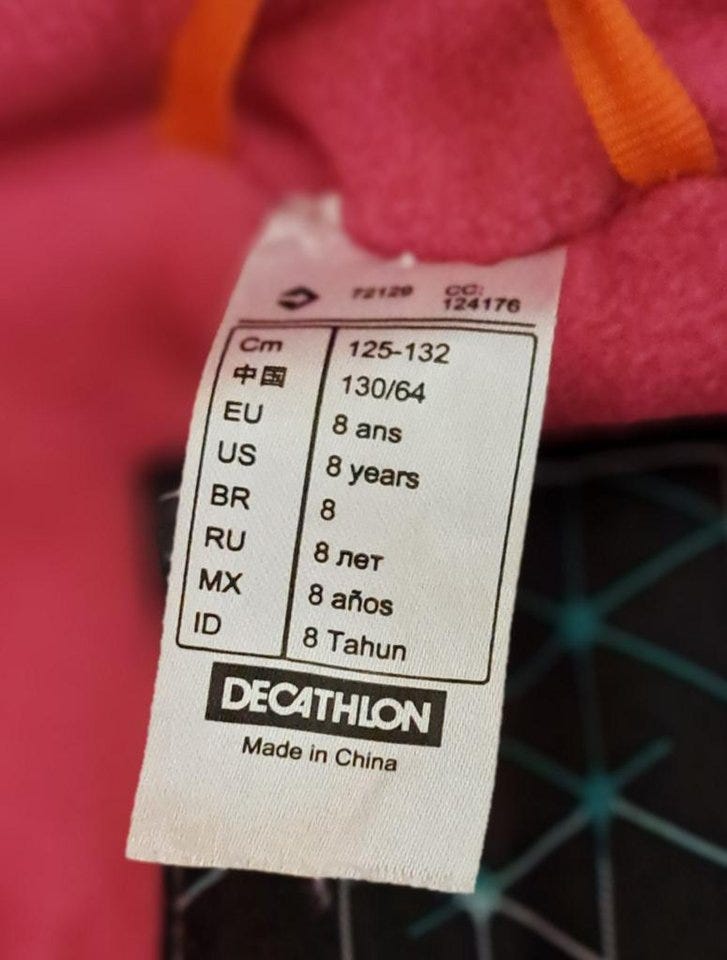 72129 CC:
124176
Cm 125-132
中国 130/64
EU 8 ans
US 8 years
BR 8
RU 8 лет
MX 8 años
ID 8 Tahun
DECATHLON
Made in China